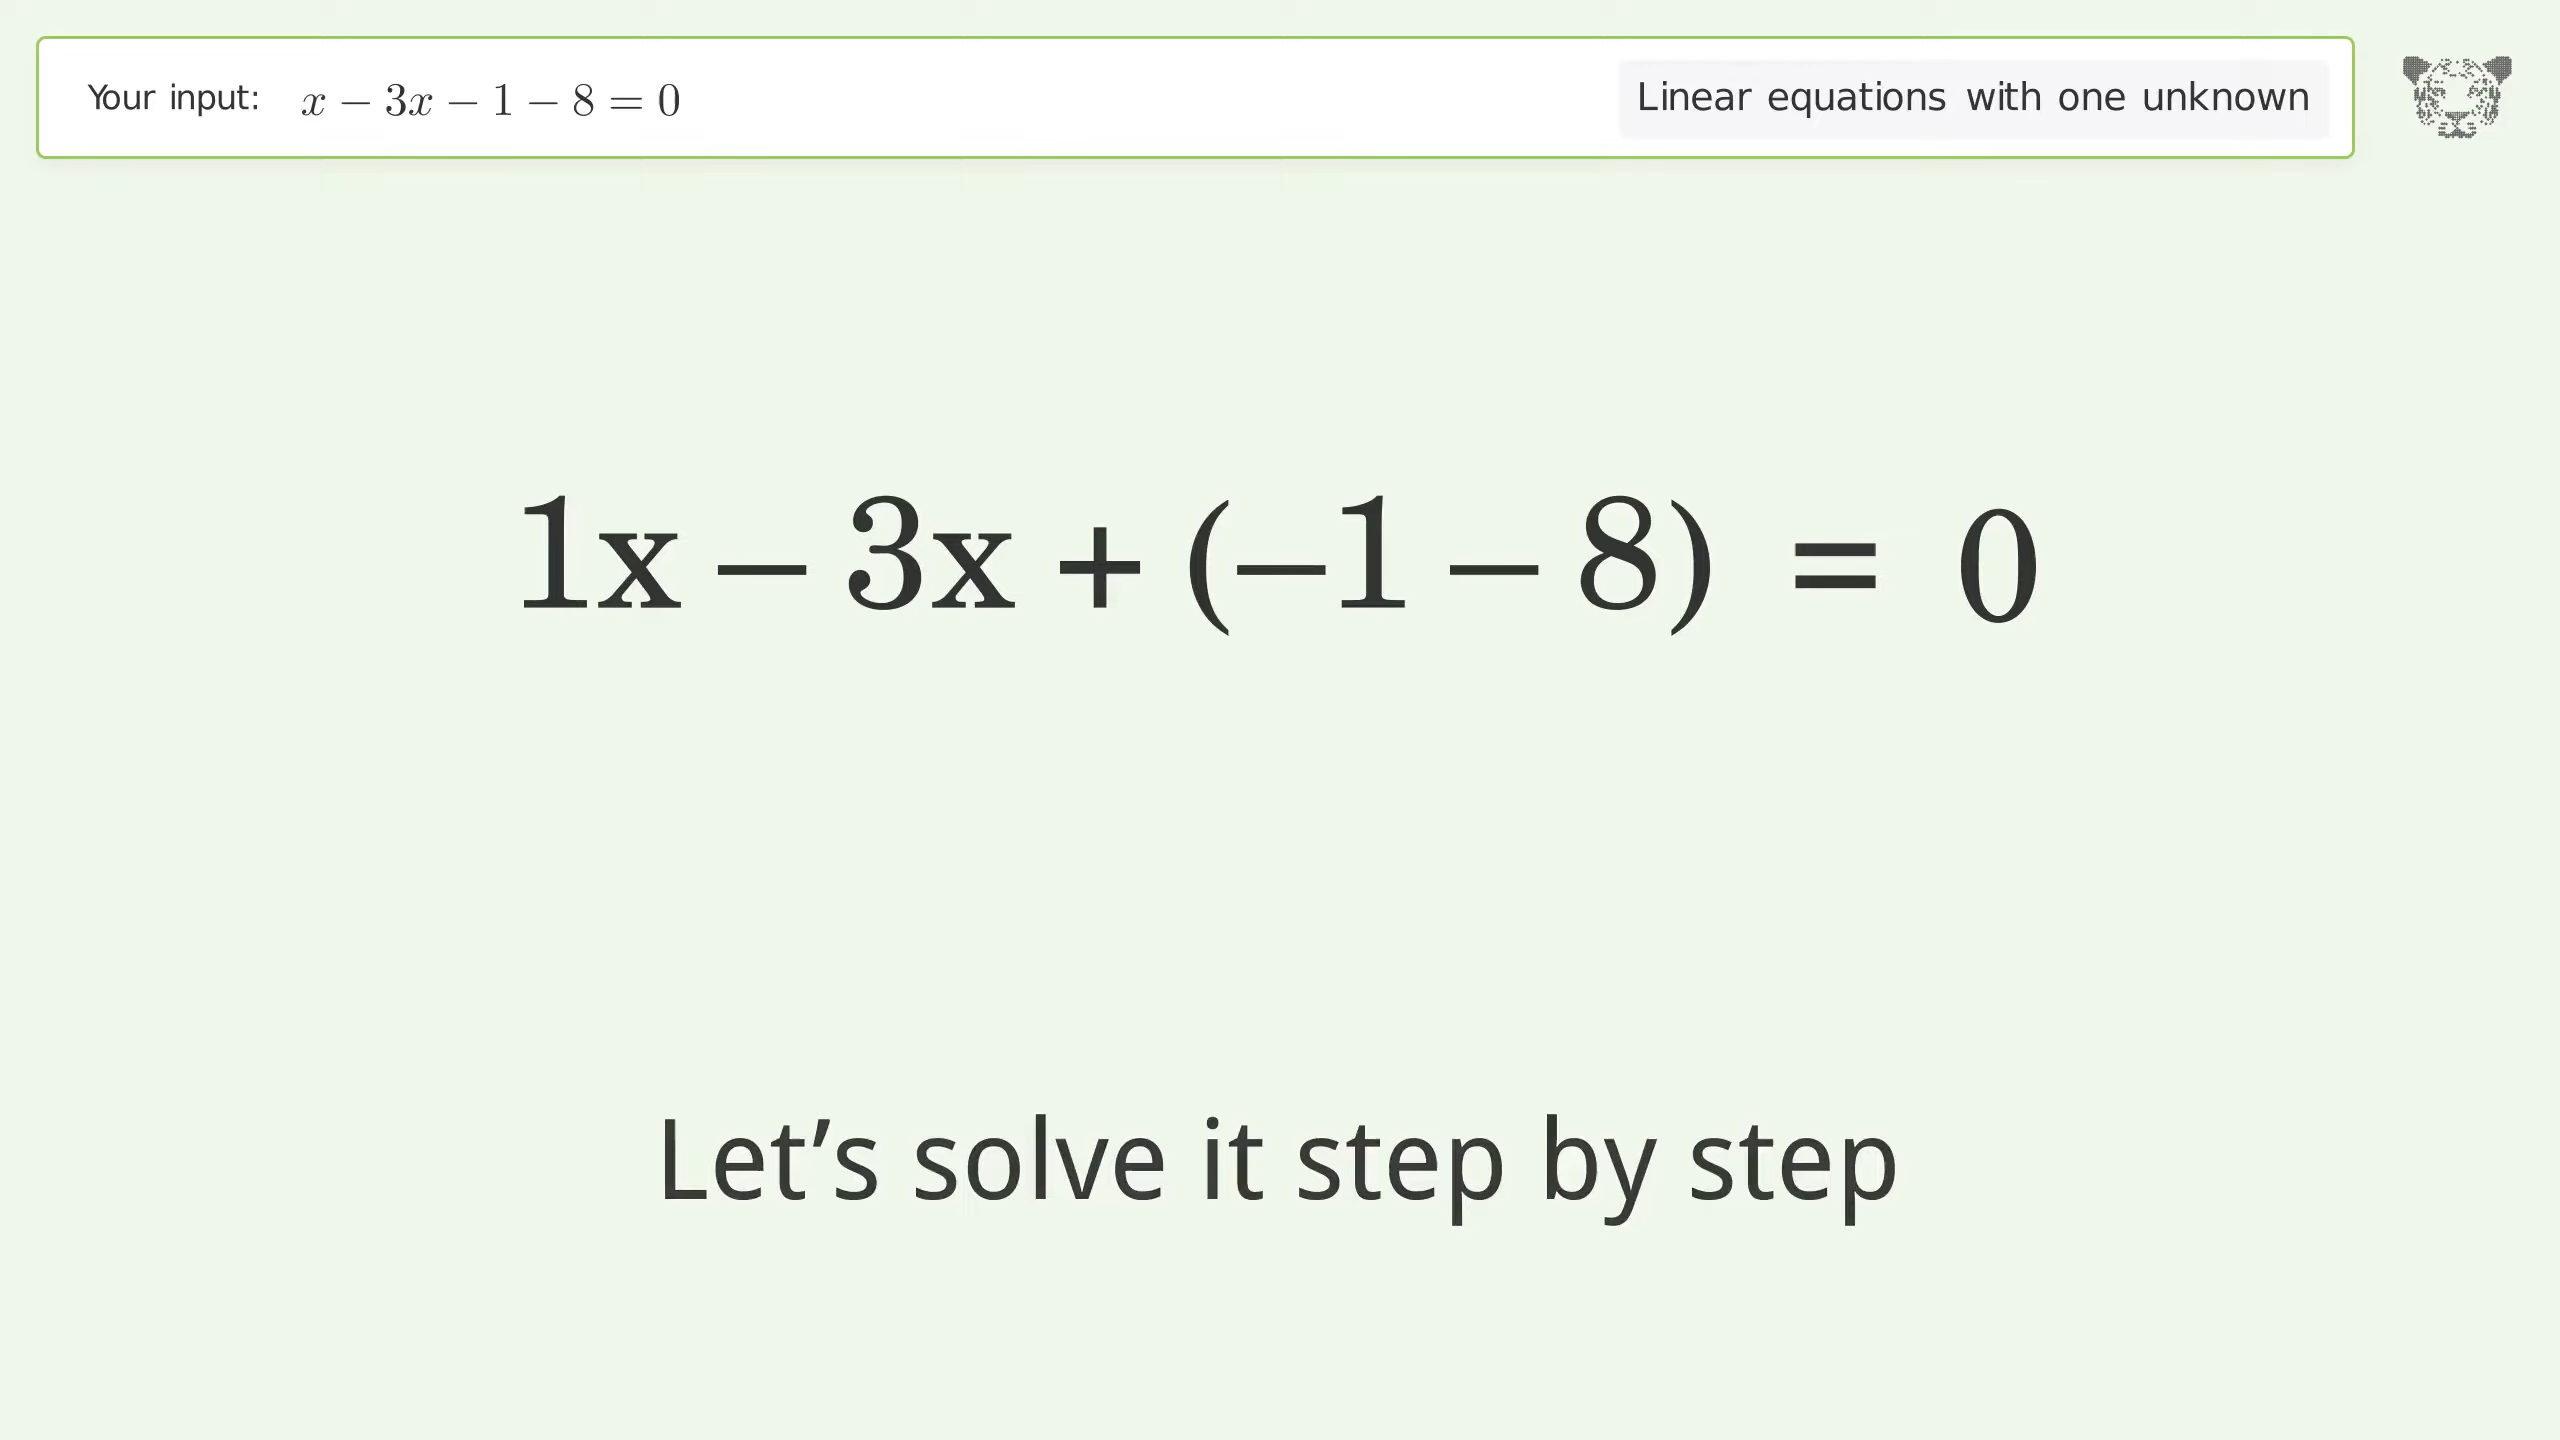 Your input: x − 3x − 1 − 8 = 0 Linear equations with one unknown
1x − 3x + (−1 − 8) = 0
Let’s solve it step by step